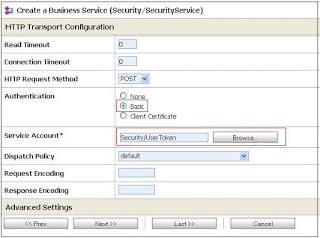 Create a Business Service (Security/SecurityService)
HTTP Transport Configuration
Read Timeout 0
Connection Timeout 0
HTTP Request Method POST
Authentication None
Basic
Client Certificate
Service Account* Security/UserToken Browse...
Dispatch Policy default
Request Encoding
Response Encoding
Advanced Settings
<< Prev. Next >> Last >> Cancel